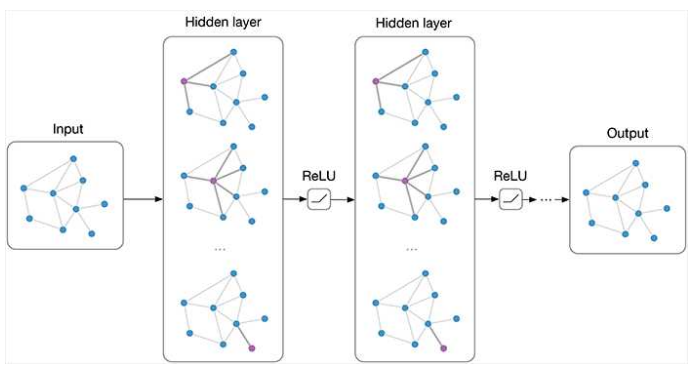 Hidden layer
Hidden layer
Input
Output
ReLU
ReLU
...
...
...